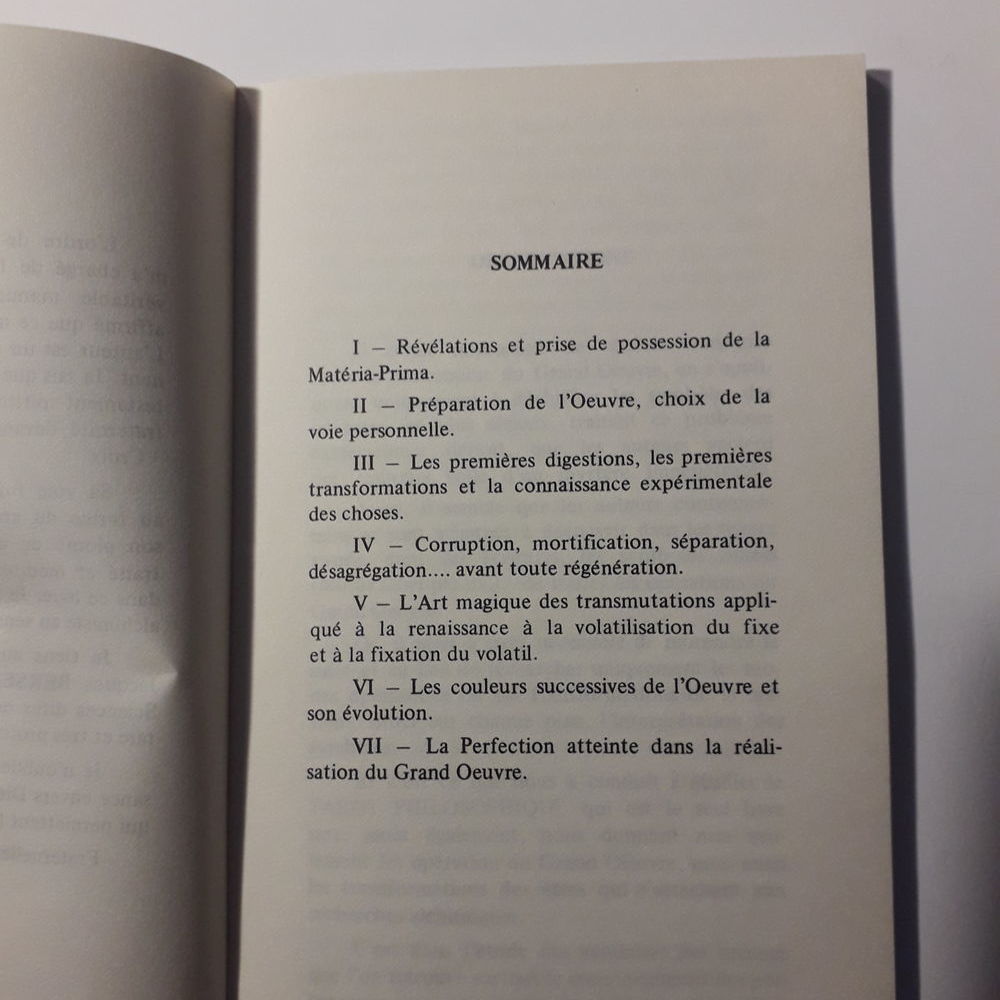 SOMMAIRE
I — Révélations et prise de possession de la
Matéria-Prima.
II — Préparation de l'Oeuvre, choix de la
voie personnelle.
III — Les premières digestions, les premières
transformations et la connaissance expérimentale
des choses.
IV — Corruption, mortification, séparation,
désagrégation.... avant toute régénération.
V — L'Art magique des transmutations appli-
qué à la renaissance à la volatilisation du fixe
et à la fixation du volatil.
VI — Les couleurs successives de l'Oeuvre et
son évolution.
VII — La Perfection atteinte dans la réali-
sation du Grand Oeuvre.